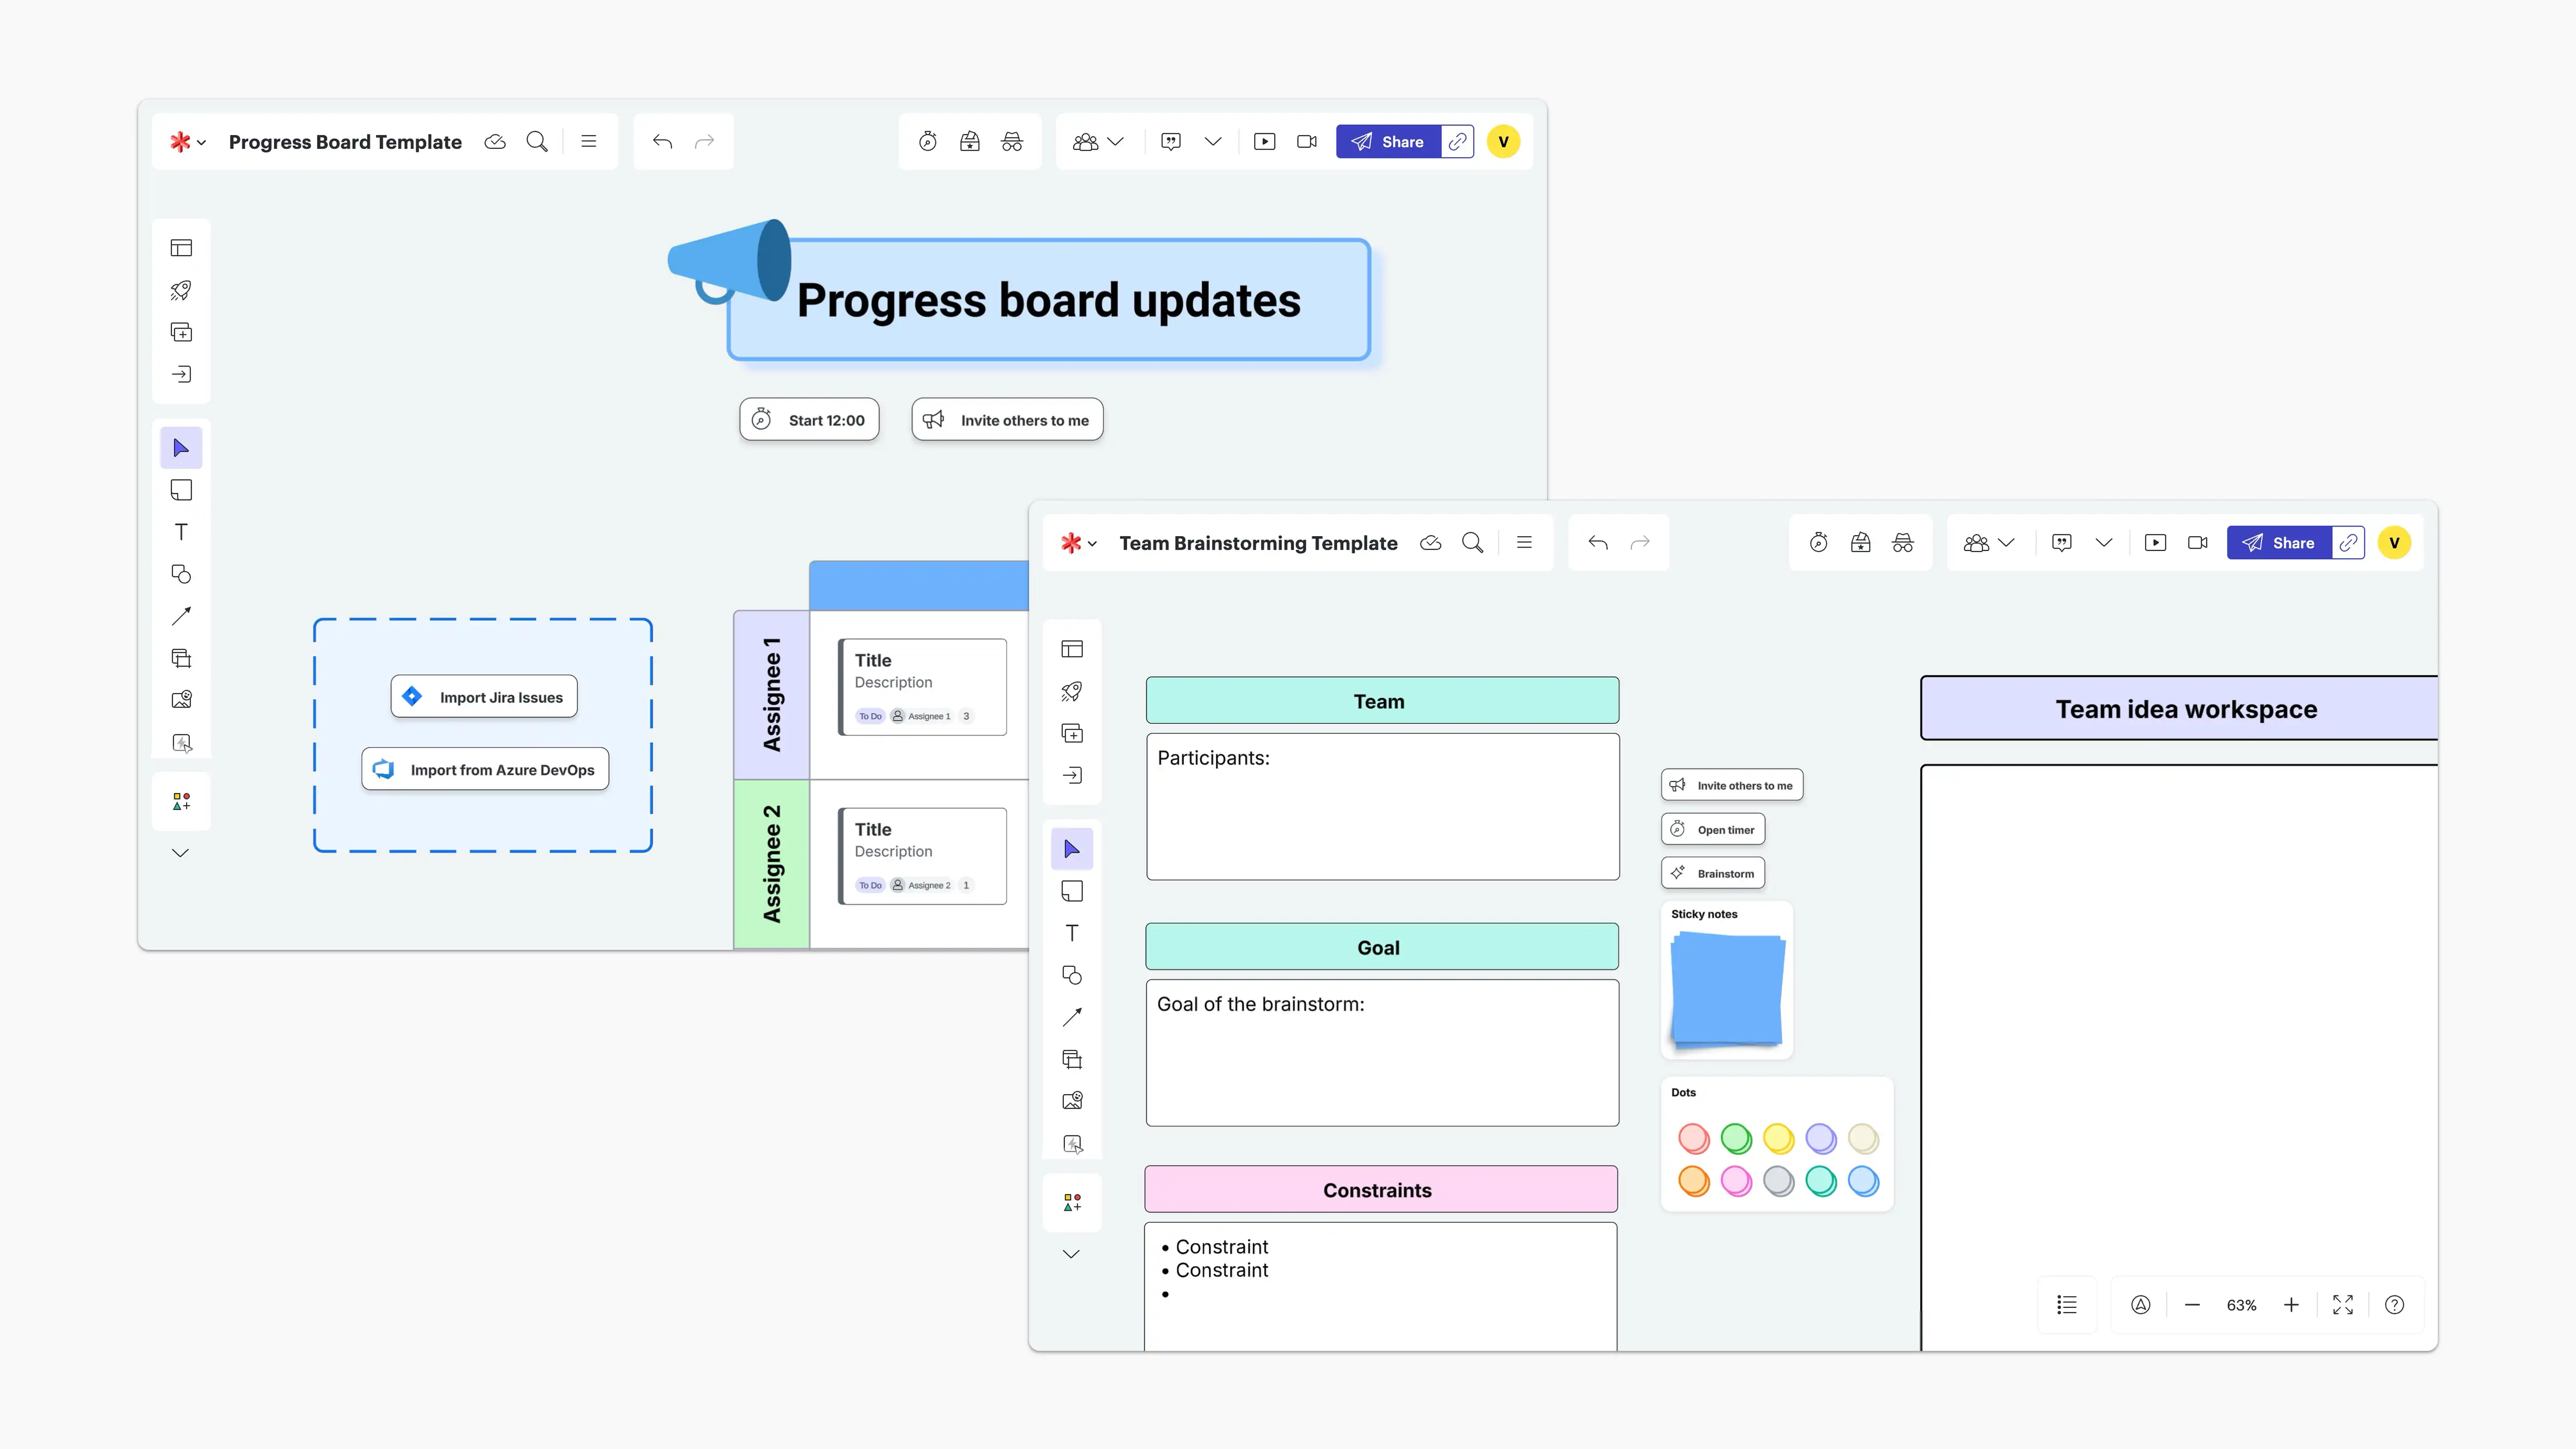 Progress Board Template
Share
V
Progress board updates
Start 12:00
Invite others to me
Import Jira Issues
Import from Azure DevOps
Assignee 1
Title
Description
To Do
Assignee 1
3
Assignee 2
Title
Description
To Do
Assignee 2
1
Team Brainstorming Template
Share
V
Team
Participants:
Goal
Goal of the brainstorm:
Constraints
• Constraint
• Constraint
•
Invite others to me
Open timer
Brainstorm
Sticky notes
Dots
Team idea workspace
63%